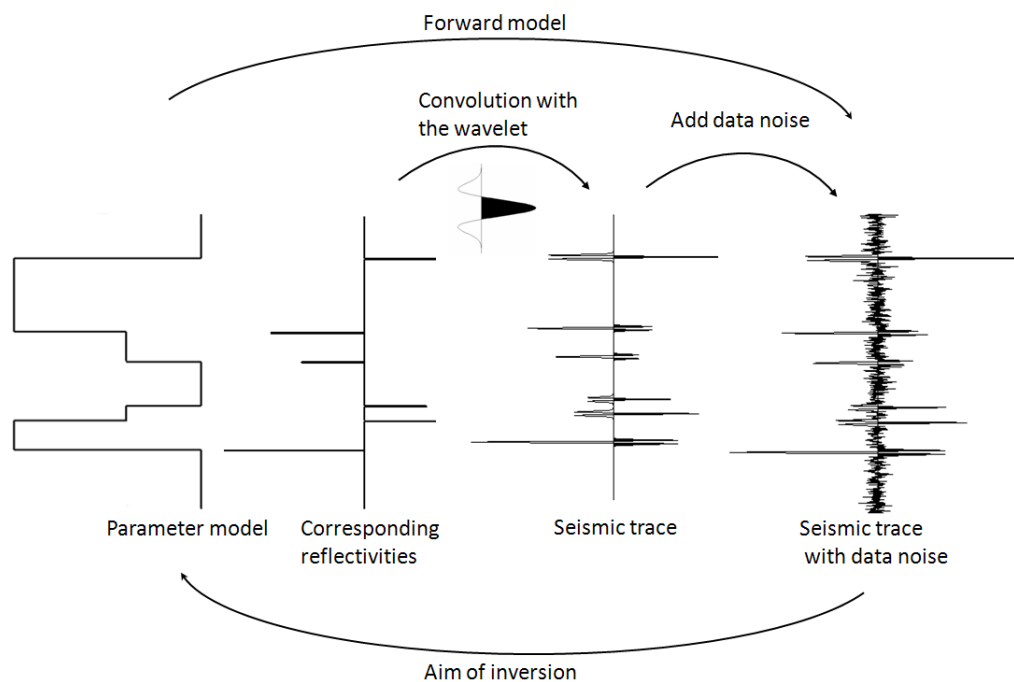 Forward model
Convolution with
the wavelet
Add data noise
Parameter model
Corresponding
reflectivities
Seismic trace
Seismic trace
with data noise
Aim of inversion